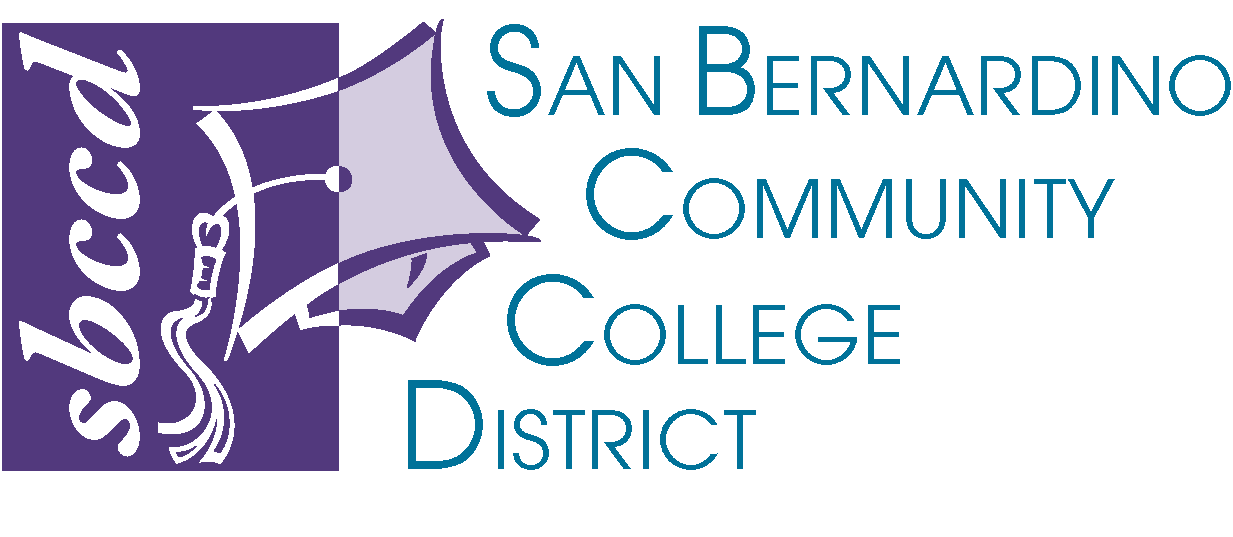 sbccd
SAN BERNARDINO
COMMUNITY
COLLEGE
DISTRICT